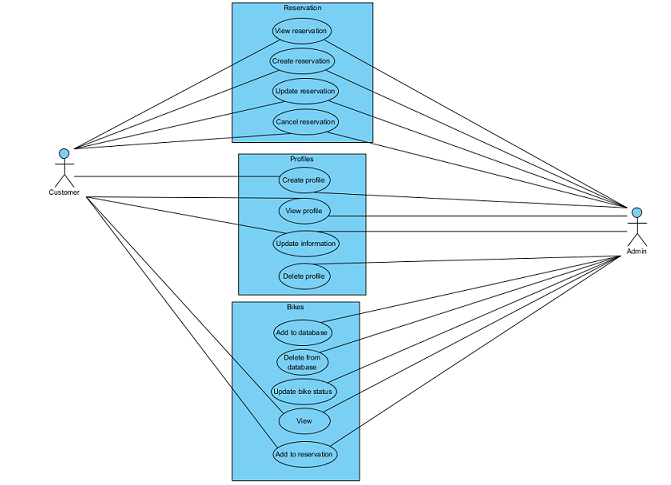 Reservation
View reservation
Create reservation
Update reservation
Cancel reservation
Profiles
Create profile
Customer
View profile
Update information
Admin
Delete profile
Bikes
Add to database
Delete from
database
Update bike status
View
Add to reservation